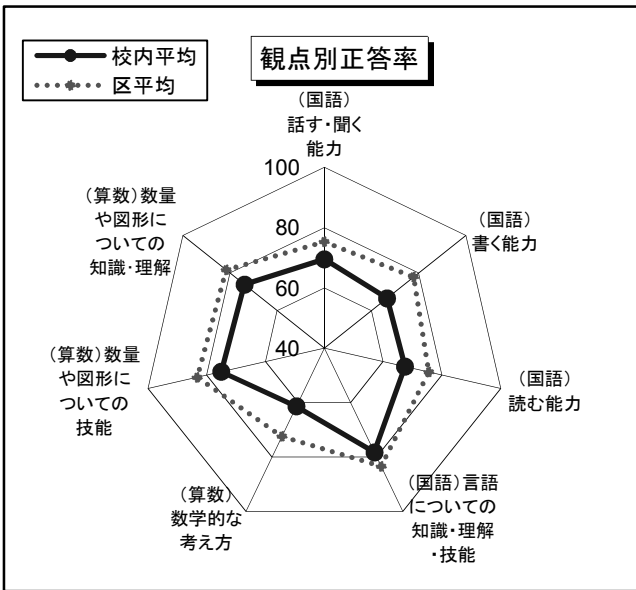 校内平均
区平均
観点別正答率
（国語）
話す・聞く
能力
100
80
60
40
（国語）
書く能力
（国語）
読む能力
（国語）言語
についての
知識・理解
・技能
（算数）
数学的な
考え方
（算数）数量
や図形に
ついての
技能
（算数）数量
や図形に
ついての
知識・理解